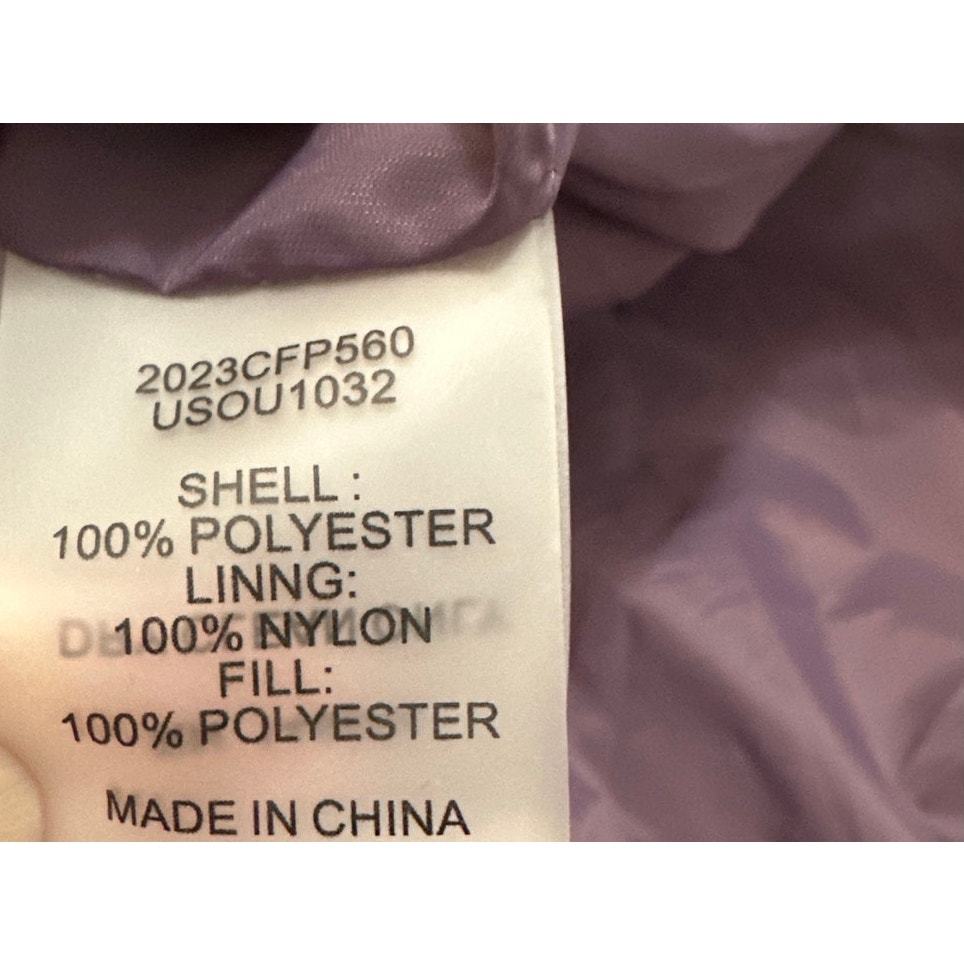 2023CFP560
USOU1032
SHELL :
100% POLYESTER
LINNG:
100% NYLON
FILL:
100% POLYESTER
MADE IN CHINA